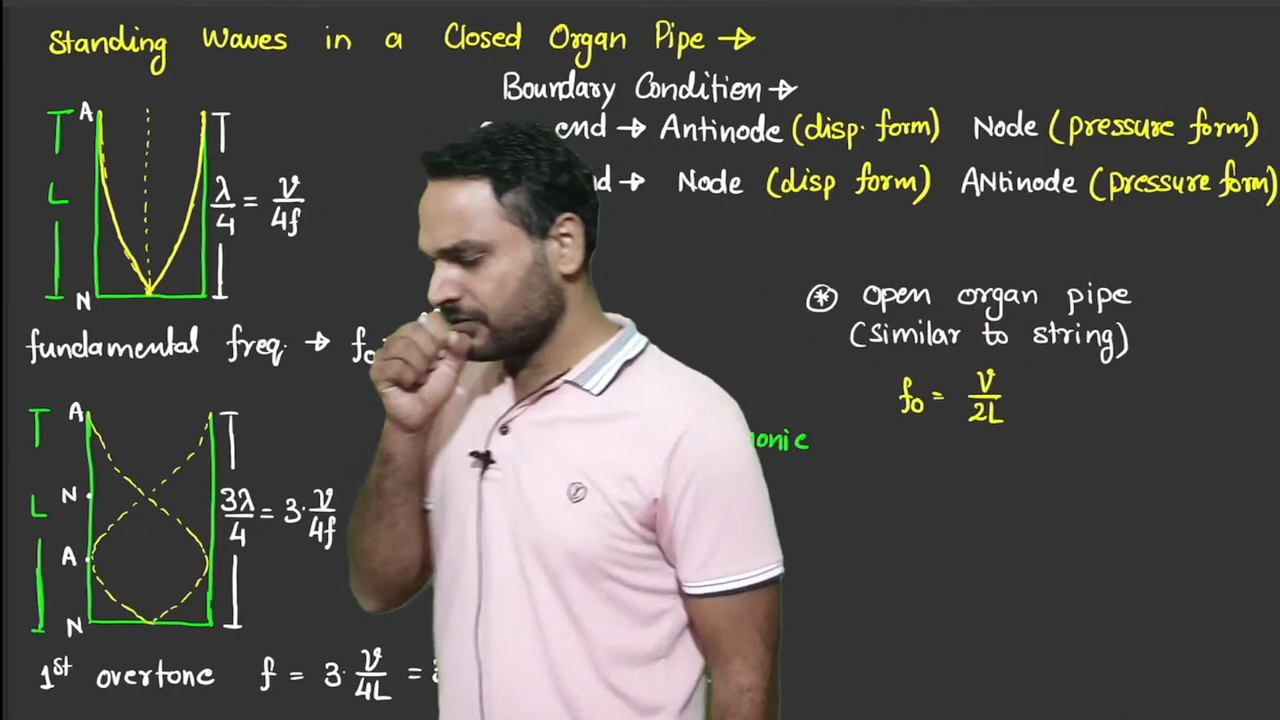 Standing Waves in a Closed Organ Pipe →
Boundary Condition →
end → Antinode (disp. form) Node (pressure form)
→ Node (disp form) ANtinode (pressure form)
A
L
N
λ/4 = v/4f
fundamental freq. → f₀
⊛ open organ pipe
(similar to string)
f₀ = v/2L
A
N
L
A
N
3λ/4 = 3·v/4f
1st overtone f = 3·v/4L =